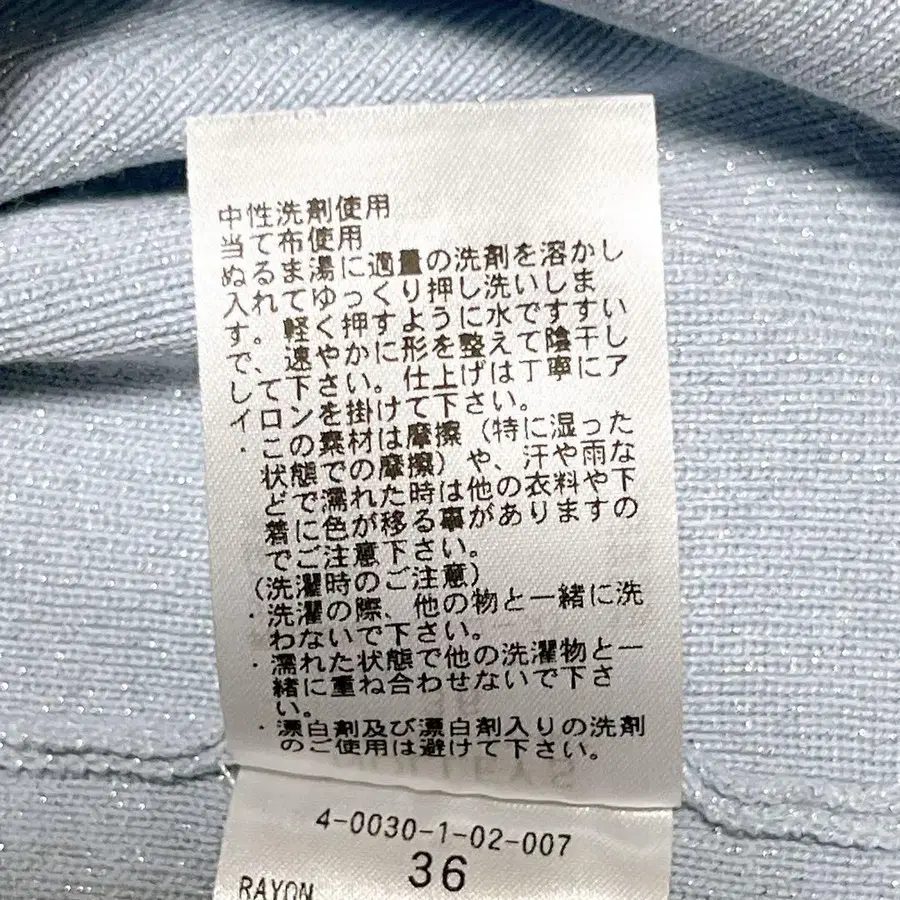 中性洗剤使用
当て布使用
ぬるま湯に適量の洗剤を溶かし
入れてゆっくり押し洗いしま
す。軽く押すように水ですすい
で、速やかに形を整えて陰干し
して下さい。仕上げは丁寧にア
イロンを掛けて下さい。
・この素材は摩擦（特に湿った
状態での摩擦）や、汗や雨な
どで濡れた時は他の衣料や下
着に色が移る事がありますの
でご注意下さい。
（洗濯時のご注意）
・洗濯の際、他の物と一緒に洗
わないで下さい。
・濡れた状態で他の洗濯物と一
緒に重ね合わせないで下さ
い。
・漂白剤及び漂白剤入りの洗剤
のご使用は避けて下さい。
4-0030-1-02-007
36
RAYON